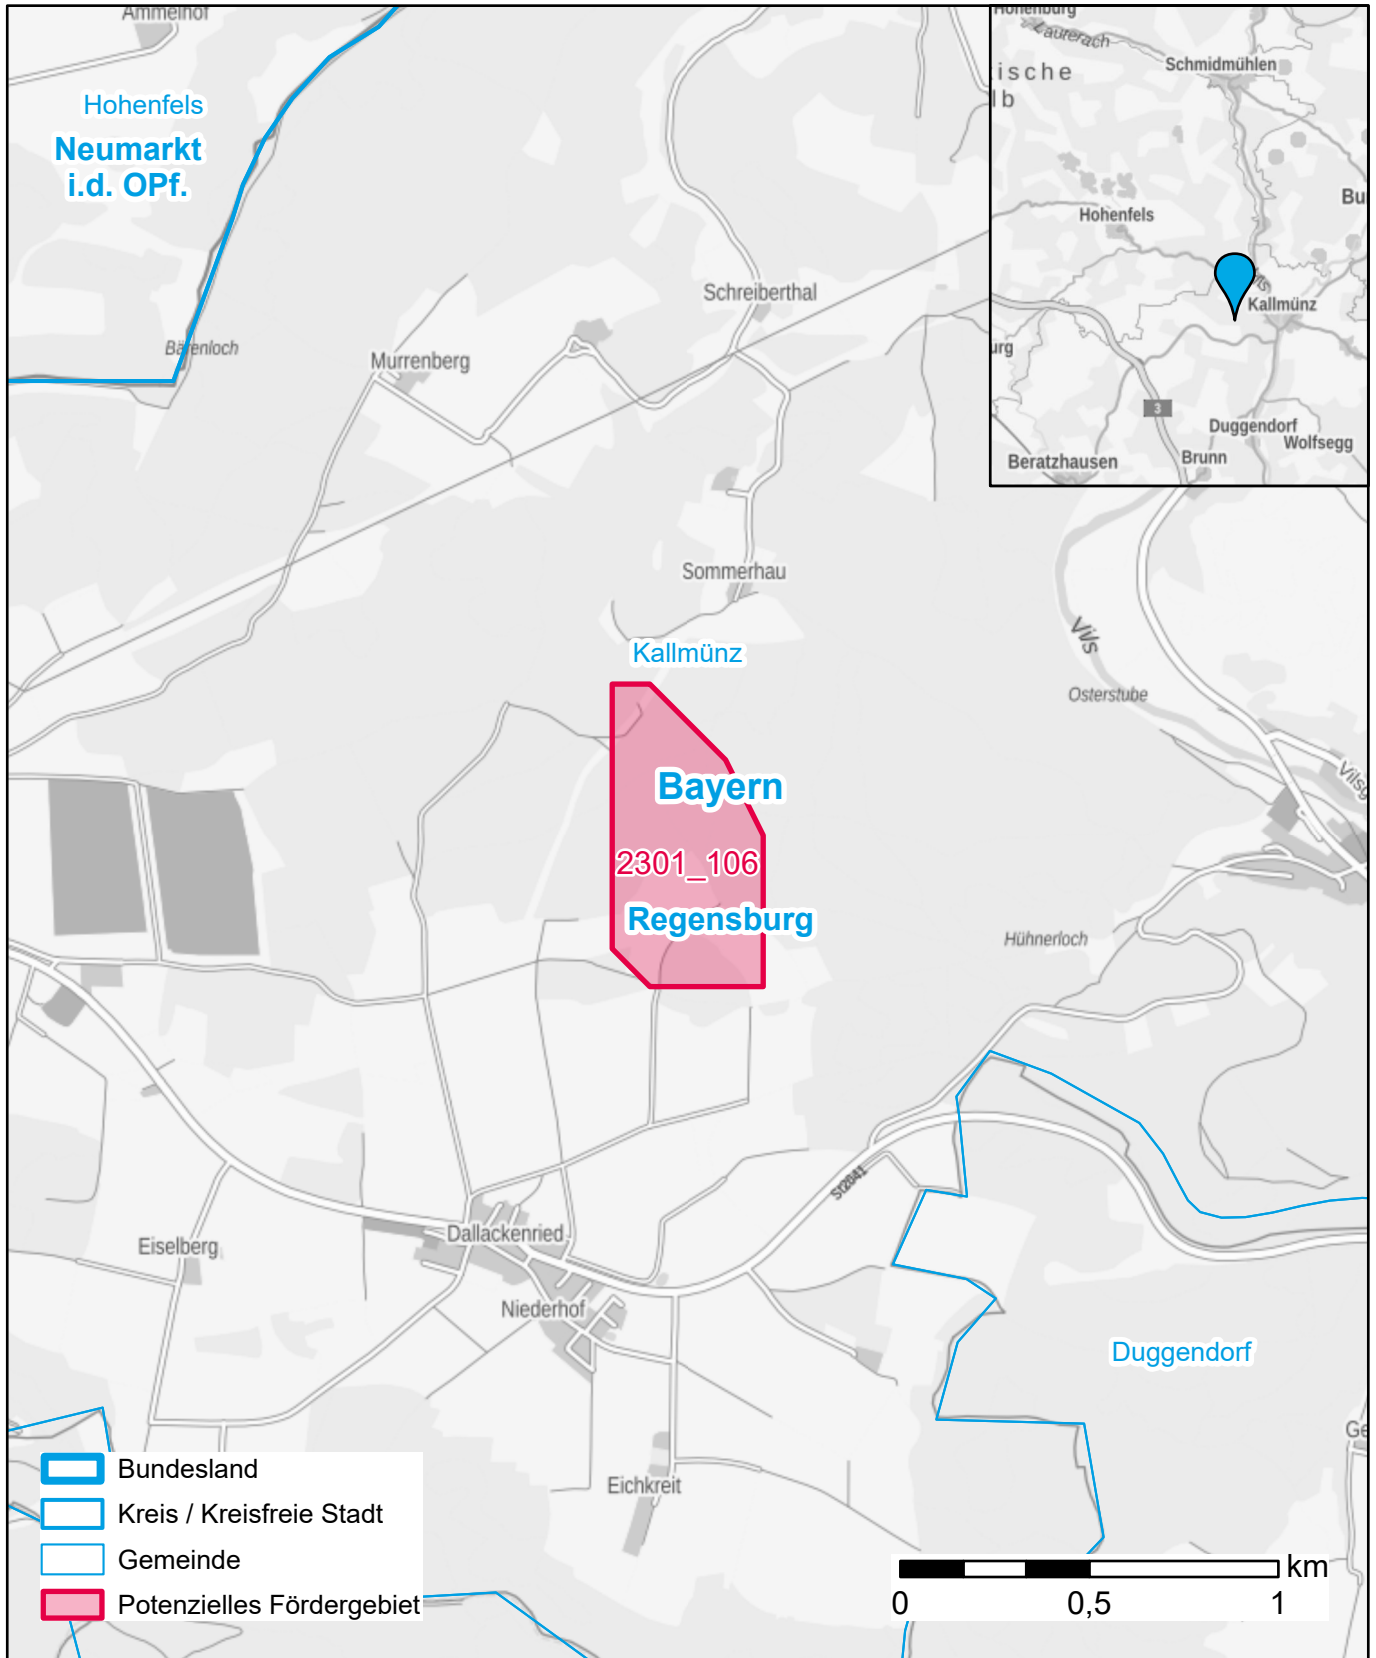 Ammelhof
Hohenfels
Neumarkt
i.d. OPf.
Bärenloch
Murrenberg
Schreiberthal
Sommerhau
Kallmünz
Bayern
2301_106
Regensburg
Vils
Osterstube
Hühnerloch
St2041
Dallackenried
Eiselberg
Niederhof
Eichkreit
Duggendorf
Hohenburg
Lauterach
ische
lb
Schmidmühlen
Hohenfels
Bu
Kallmünz
urg
3
Duggendorf
Wolfsegg
Brunn
Beratzhausen
Vilsg
Ge
Bundesland
Kreis / Kreisfreie Stadt
Gemeinde
Potenzielles Fördergebiet
km
0 0,5 1